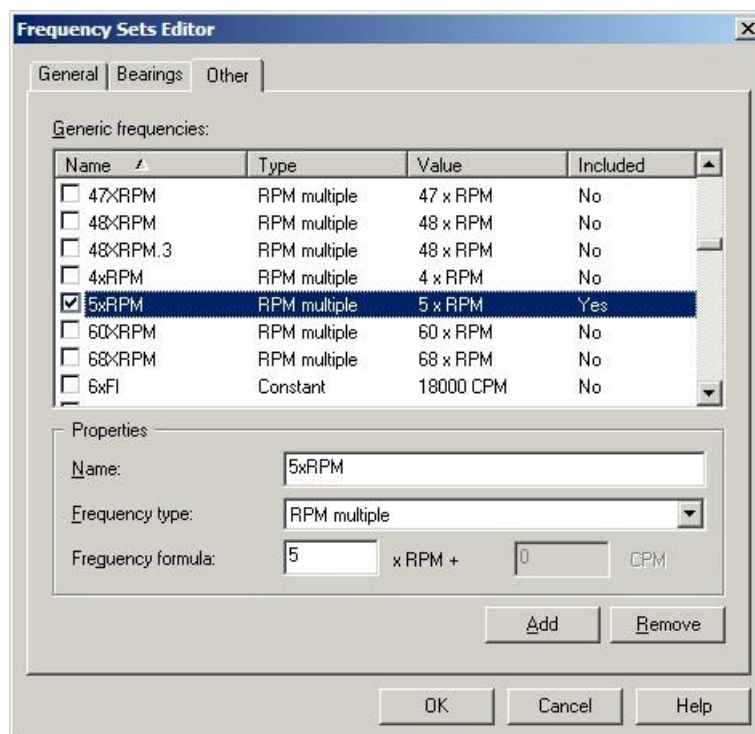 Frequency Sets Editor
General Bearings Other
Generic frequencies:
Name Type Value Included
47XRPM RPM multiple 47 x RPM No
48XRPM RPM multiple 48 x RPM No
48XRPM.3 RPM multiple 48 x RPM No
4xRPM RPM multiple 4 x RPM No
5xRPM RPM multiple 5 x RPM Yes
60XRPM RPM multiple 60 x RPM No
68XRPM RPM multiple 68 x RPM No
6xFl Constant 18000 CPM No
Properties
Name: 5xRPM
Frequency type: RPM multiple
Freguency formula: 5 x RPM + 0 CPM
Add Remove
OK Cancel Help